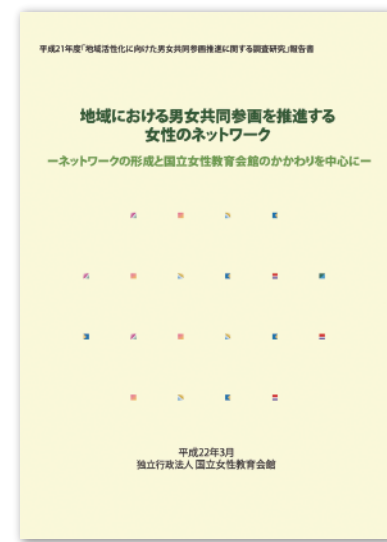 平成21年度「地域活性化に向けた男女共同参画推進に関する調査研究」報告書
地域における男女共同参画を推進する
女性のネットワーク
ーネットワークの形成と国立女性教育会館のかかわりを中心にー
平成22年3月
独立行政法人 国立女性教育会館